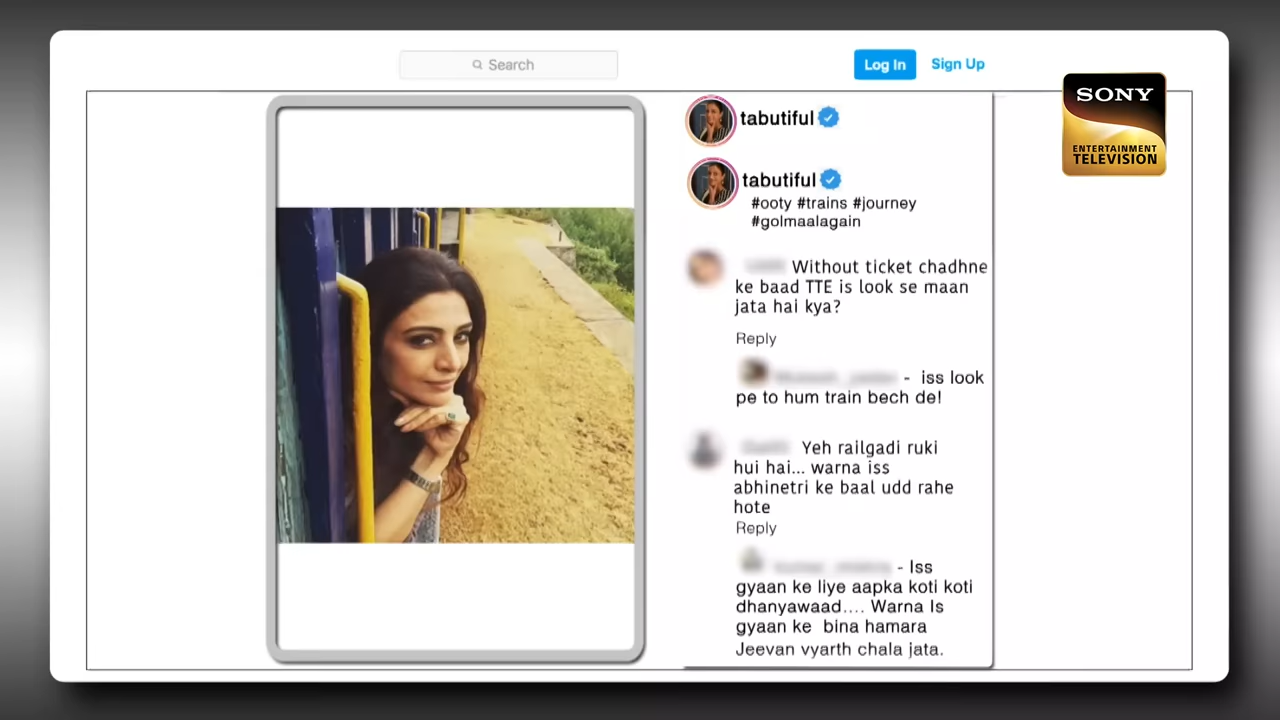 Search
Log In
Sign Up
SONY
ENTERTAINMENT
TELEVISION
tabutiful
tabutiful
#ooty #trains #journey
#golmaalagain
Without ticket chadhne
ke baad TTE is look se maan
jata hai kya?
Reply
- iss look
pe to hum train bech de!
Yeh railgadi ruki
hui hai... warna iss
abhinetri ke baal udd rahe
hote
Reply
- Iss
gyaan ke liye aapka koti koti
dhanyawaad.... Warna Is
gyaan ke bina hamara
Jeevan vyarth chala jata.